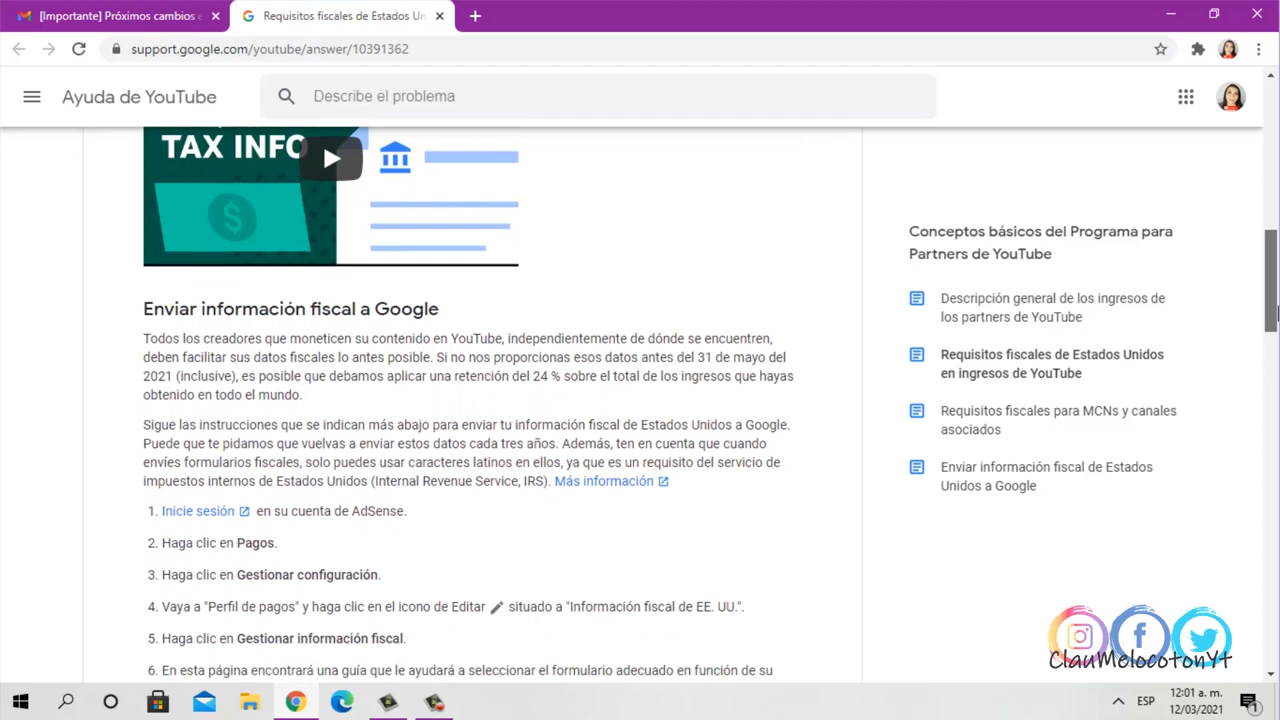 [Importante] Próximos cambios e
Requisitos fiscales de Estados Un
support.google.com/youtube/answer/10391362
Ayuda de YouTube
Describe el problema
TAX INFO
Enviar información fiscal a Google
Todos los creadores que moneticen su contenido en YouTube, independientemente de dónde se encuentren,
deben facilitar sus datos fiscales lo antes posible. Si no nos proporcionas esos datos antes del 31 de mayo del
2021 (inclusive), es posible que debamos aplicar una retención del 24 % sobre el total de los ingresos que hayas
obtenido en todo el mundo.
Sigue las instrucciones que se indican más abajo para enviar tu información fiscal de Estados Unidos a Google.
Puede que te pidamos que vuelvas a enviar estos datos cada tres años. Además, ten en cuenta que cuando
envíes formularios fiscales, solo puedes usar caracteres latinos en ellos, ya que es un requisito del servicio de
impuestos internos de Estados Unidos (Internal Revenue Service, IRS). Más información
1. Inicie sesión en su cuenta de AdSense.
2. Haga clic en Pagos.
3. Haga clic en Gestionar configuración.
4. Vaya a "Perfil de pagos" y haga clic en el icono de Editar situado a "Información fiscal de EE. UU.".
5. Haga clic en Gestionar información fiscal.
6. En esta página encontrará una guía que le ayudará a seleccionar el formulario adecuado en función de su
Conceptos básicos del Programa para
Partners de YouTube
Descripción general de los ingresos de
los partners de YouTube
Requisitos fiscales de Estados Unidos
en ingresos de YouTube
Requisitos fiscales para MCNs y canales
asociados
Enviar información fiscal de Estados
Unidos a Google
ClauMelocotonYt
ESP
12:01 a. m.
12/03/2021
1